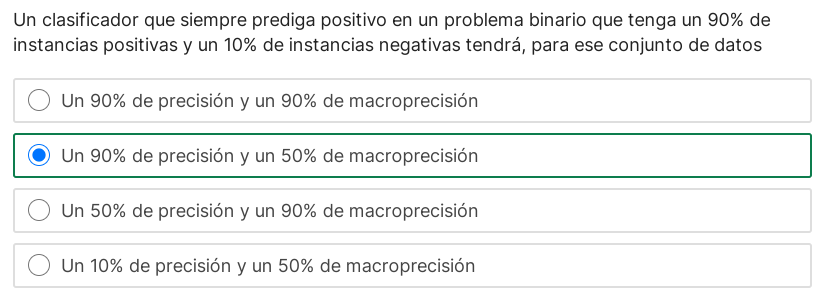 Un clasificador que siempre prediga positivo en un problema binario que tenga un 90% de
instancias positivas y un 10% de instancias negativas tendrá, para ese conjunto de datos
Un 90% de precisión y un 90% de macroprecisión
Un 90% de precisión y un 50% de macroprecisión
Un 50% de precisión y un 90% de macroprecisión
Un 10% de precisión y un 50% de macroprecisión